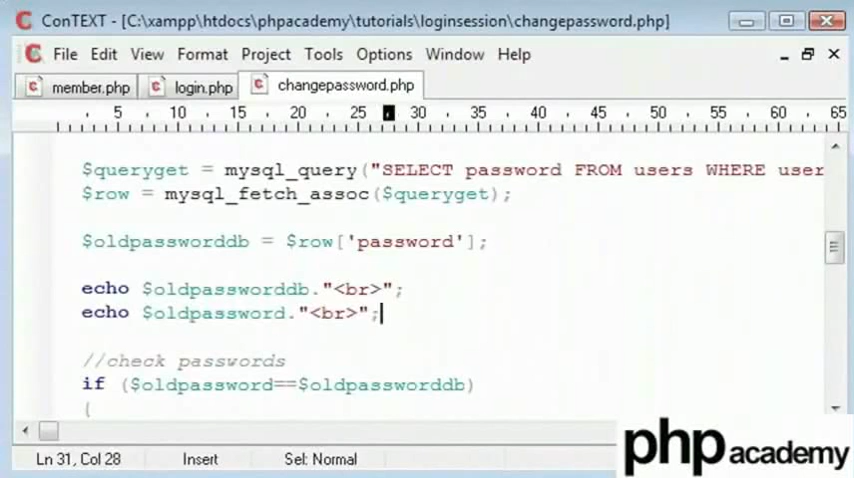 ConTEXT - [C:\xampp\htdocs\phpacademy\tutorials\loginsession\changepassword.php]
File Edit View Format Project Tools Options Window Help
member.php login.php changepassword.php
5 10 15 20 25 30 35 40 45 50 55 60 65
$queryget = mysql_query("SELECT password FROM users WHERE user
$row = mysql_fetch_assoc($queryget);
$oldpassworddb = $row['password'];
echo $oldpassworddb."<br>";
echo $oldpassword."<br>";
//check passwords
if ($oldpassword==$oldpassworddb)
{
Ln 31, Col 28 Insert Sel: Normal
php academy